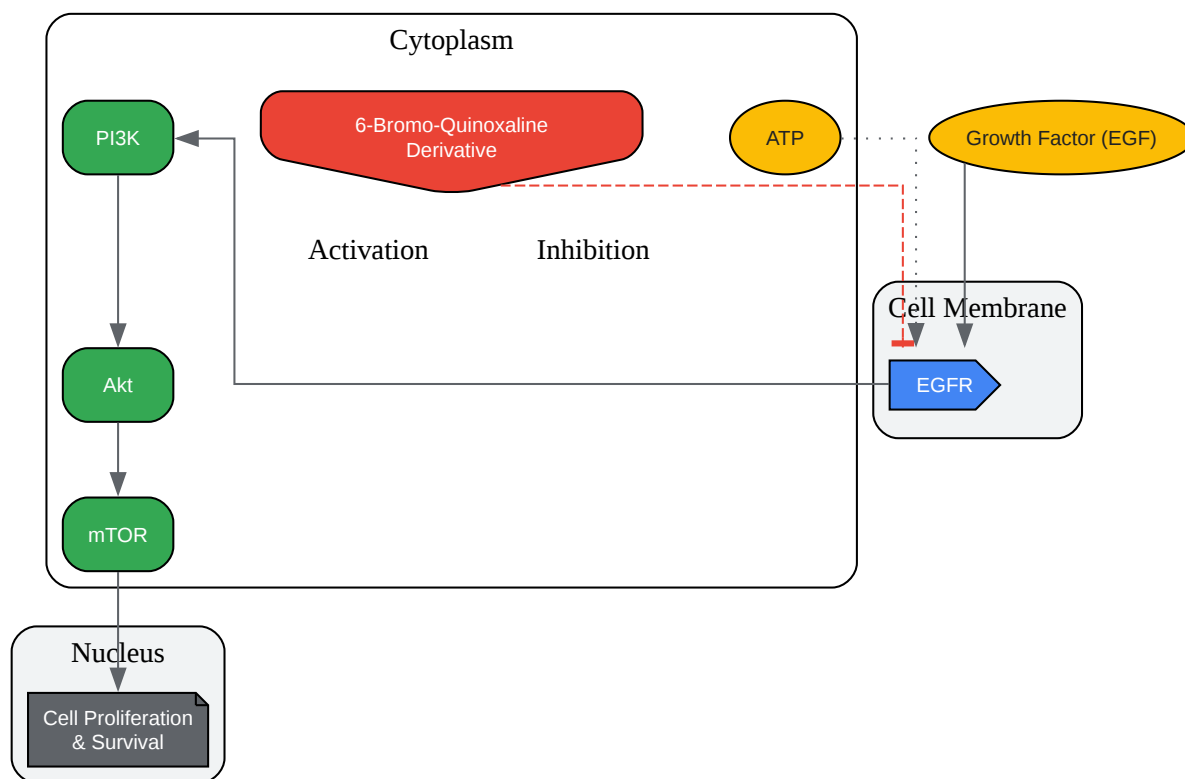 Cytoplasm
PI3K
6-Bromo-Quinoxaline
Derivative
ATP
Growth Factor (EGF)
Activation
Inhibition
Cell Membrane
Akt
EGFR
mTOR
Nucleus
Cell Proliferation
& Survival